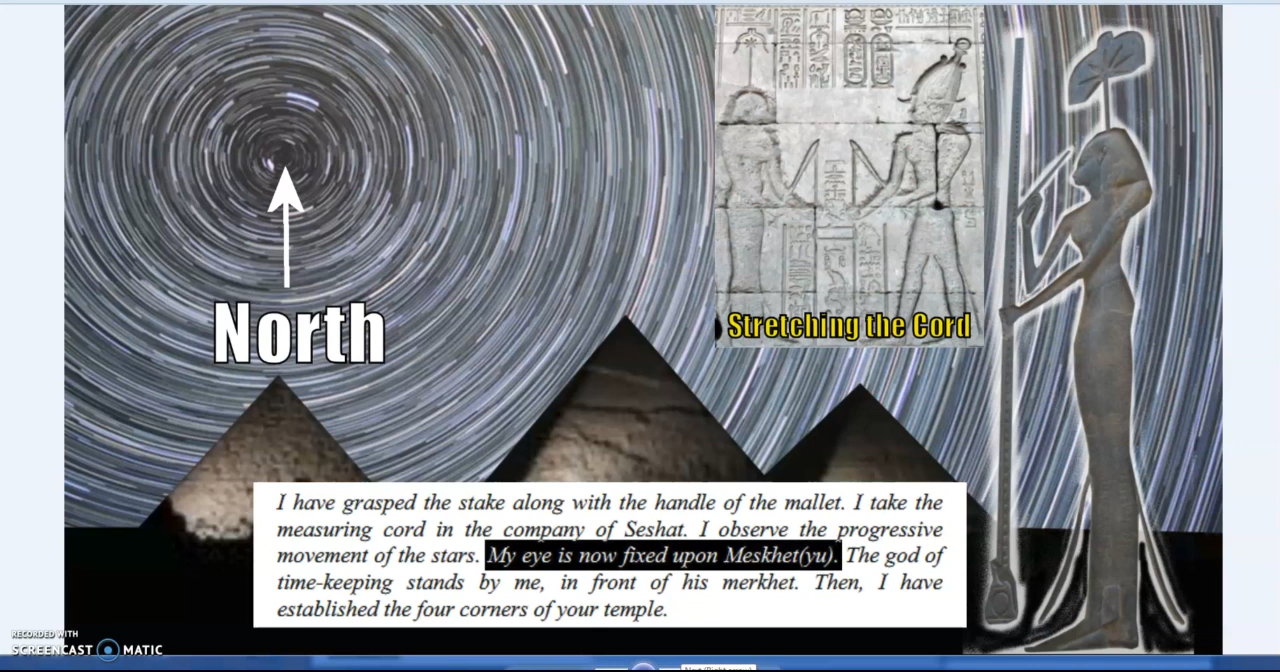 North
Stretching the Cord
I have grasped the stake along with the handle of the mallet. I take the
measuring cord in the company of Seshat. I observe the progressive
movement of the stars. My eye is now fixed upon Meskhet(yu). The god of
time-keeping stands by me, in front of his merkhet. Then, I have
established the four corners of your temple.
RECORDED WITH
SCREENCAST MATIC